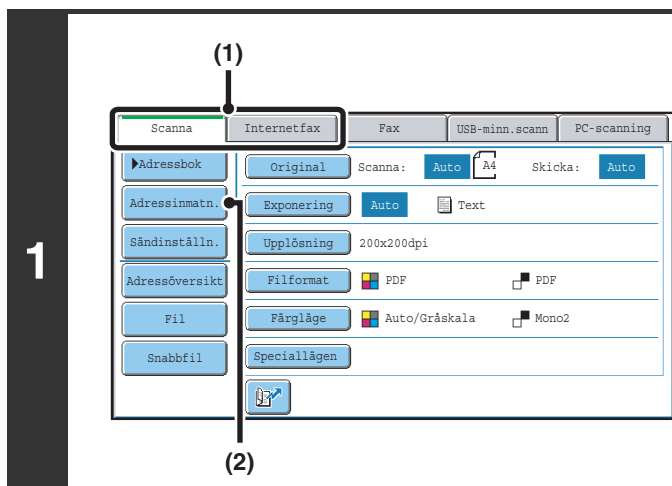 (1)
Scanna Internetfax Fax USB-minn.scann PC-scanning
Adressbok Original Scanna: Auto A4 Skicka: Auto
Adressinmatn. Exponering Auto Text
Sändinställn. Upplösning 200x200dpi
Adressöversikt Filformat PDF PDF
Fil Färgläge Auto/Gråskala Mono2
Snabbfil Speciallägen
1
(2)